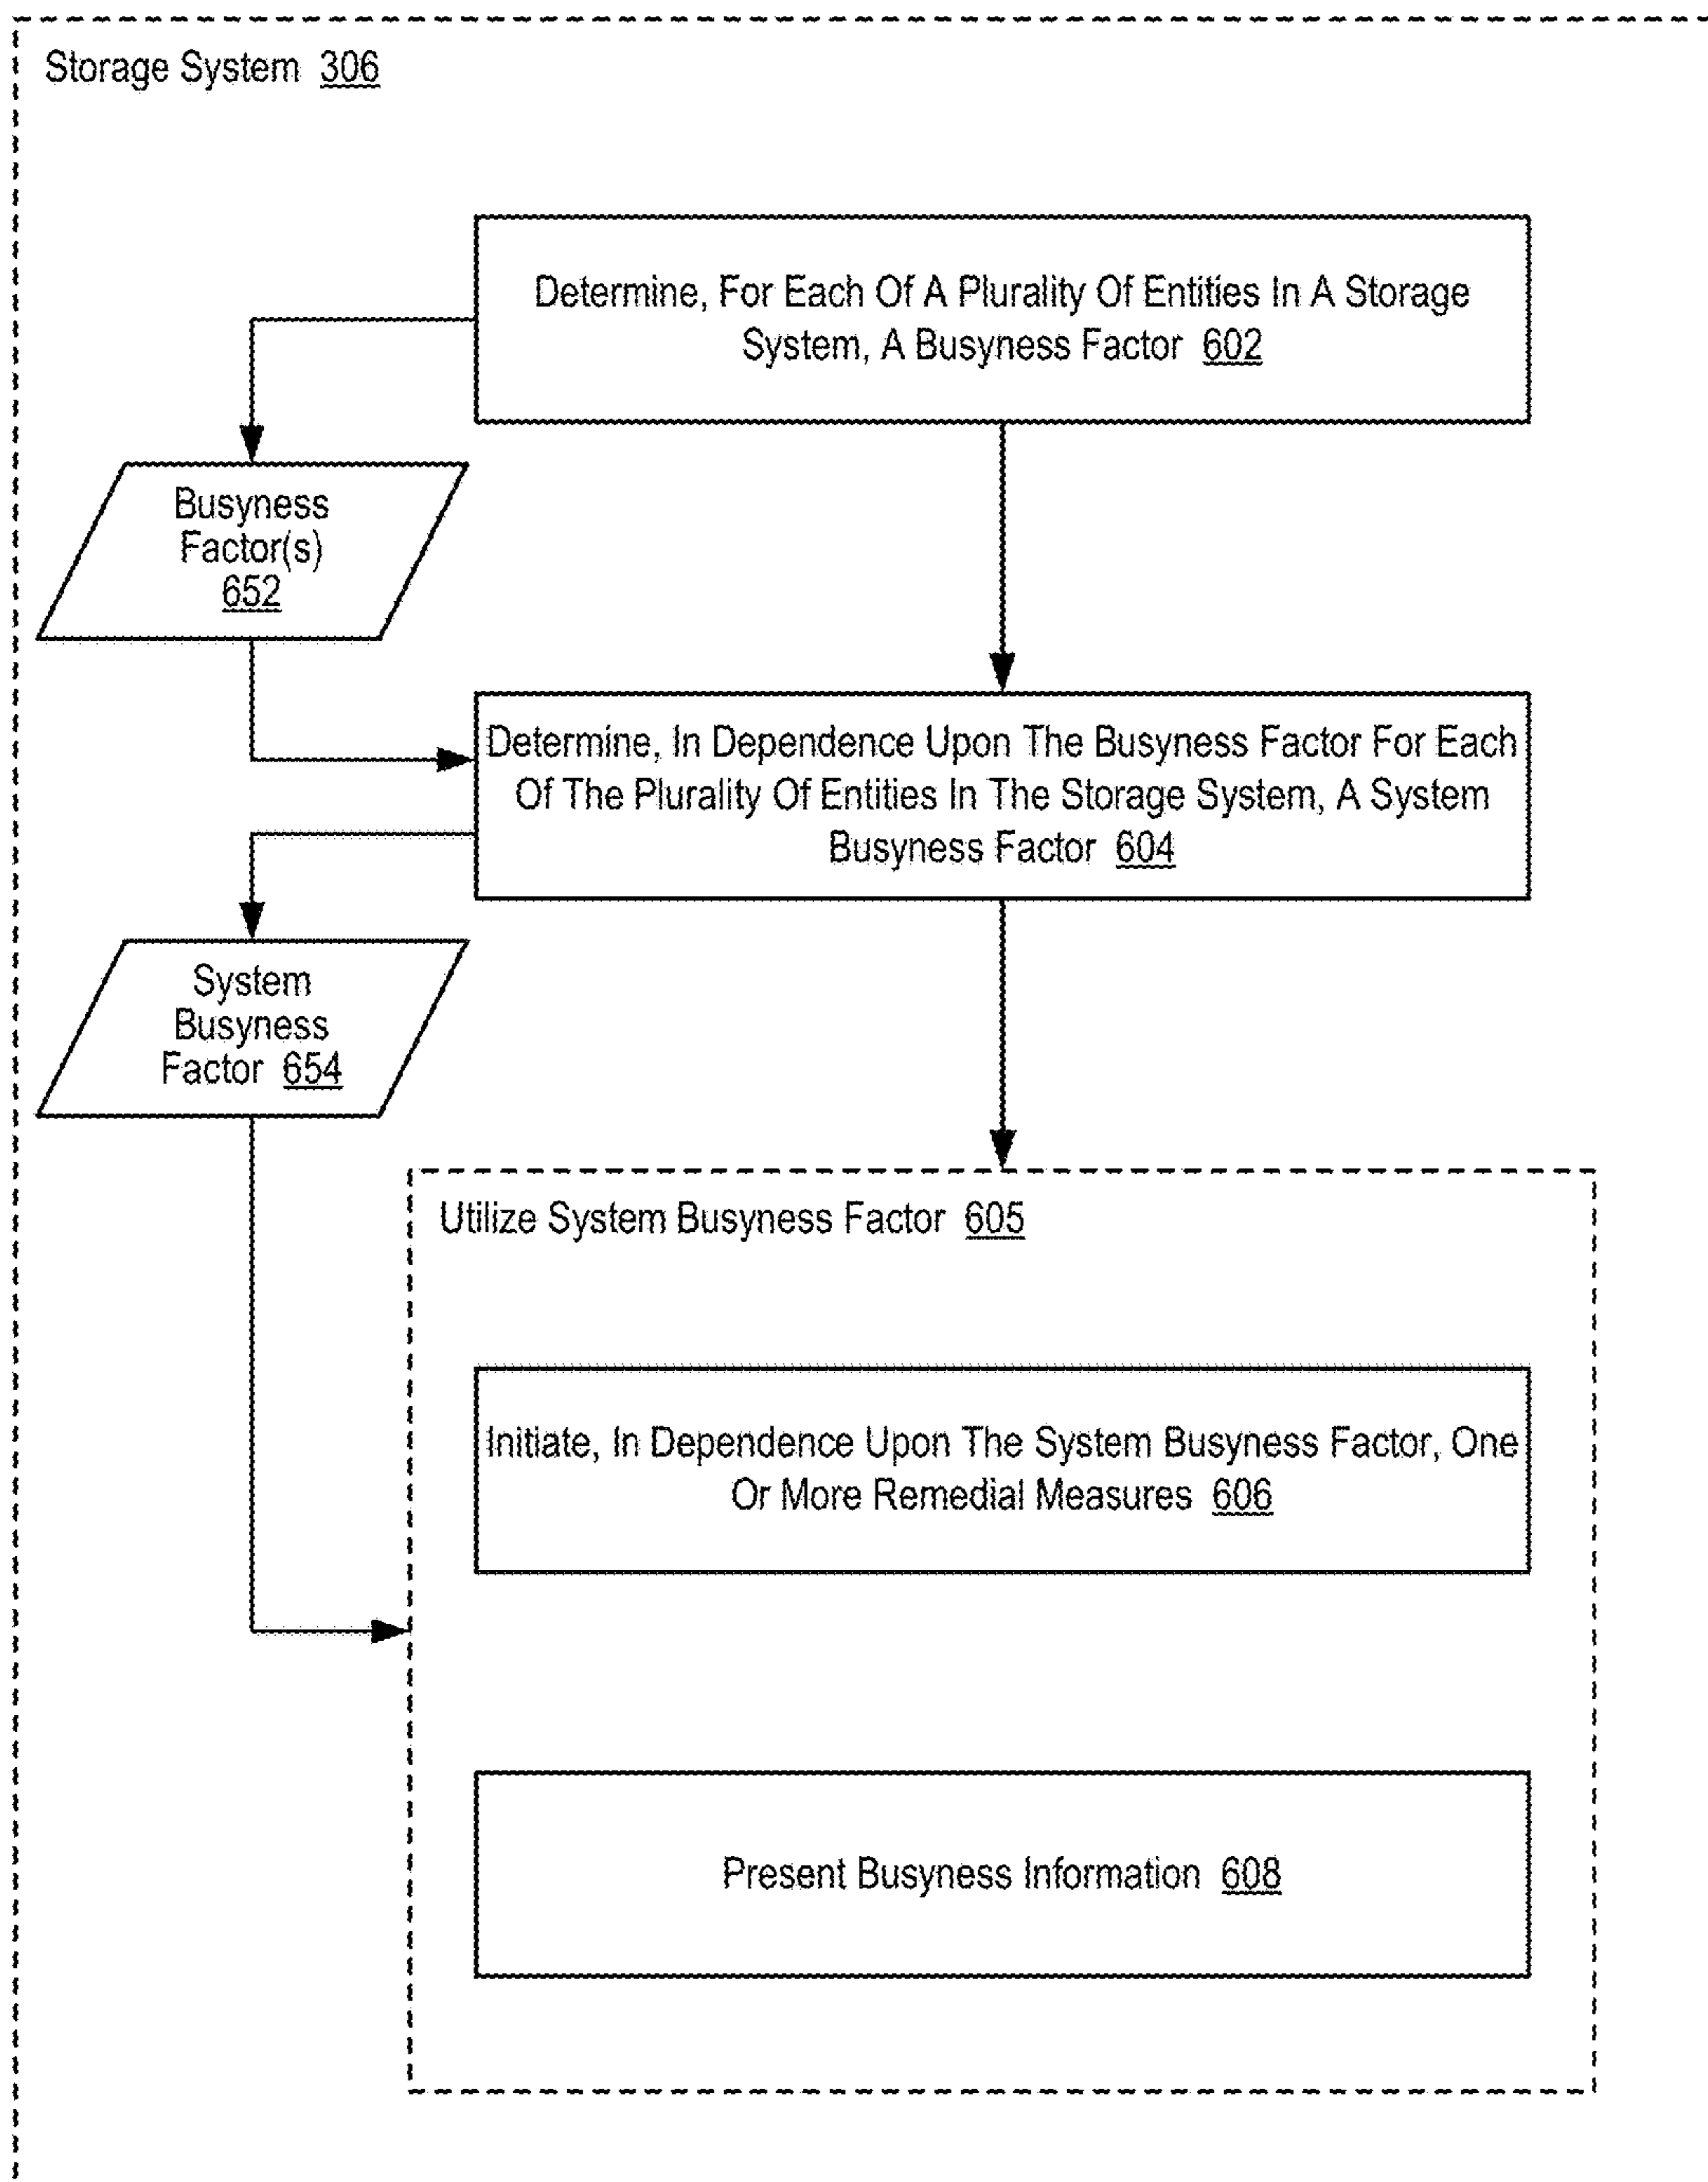 Storage System 306
Determine, For Each Of A Plurality Of Entities In A Storage
System, A Busyness Factor 602
Busyness
Factor(s)
652
Determine, In Dependence Upon The Busyness Factor For Each
Of The Plurality Of Entities In The Storage System, A System
Busyness Factor 604
System
Busyness
Factor 654
Utilize System Busyness Factor 605
Initiate, In Dependence Upon The System Busyness Factor, One
Or More Remedial Measures 606
Present Busyness Information 608